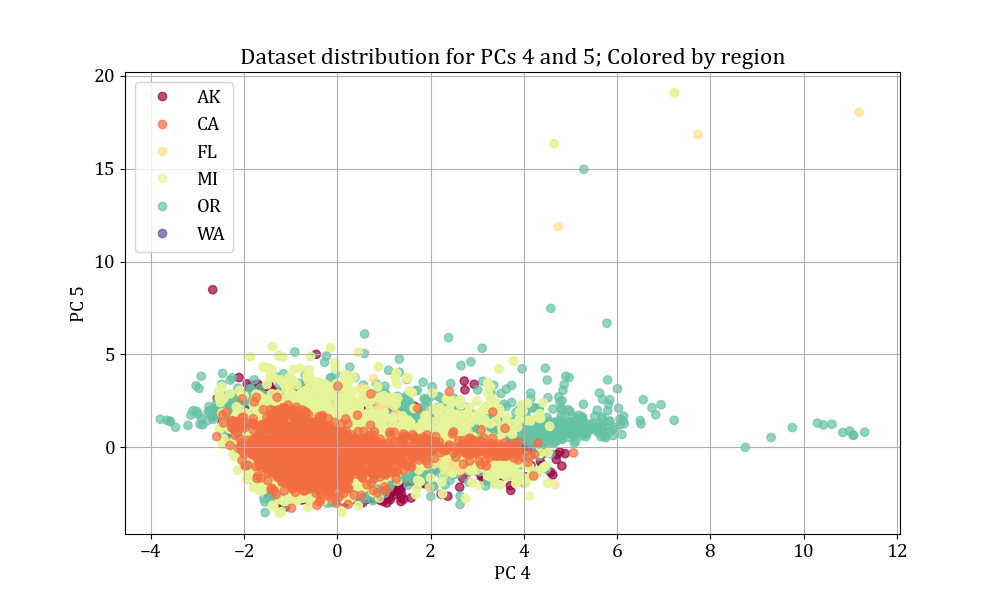 Dataset distribution for PCs 4 and 5; Colored by region
20
15
10
5
0
PC 5
AK
CA
FL
MI
OR
WA
−4
−2
0
2
4
6
8
10
12
PC 4